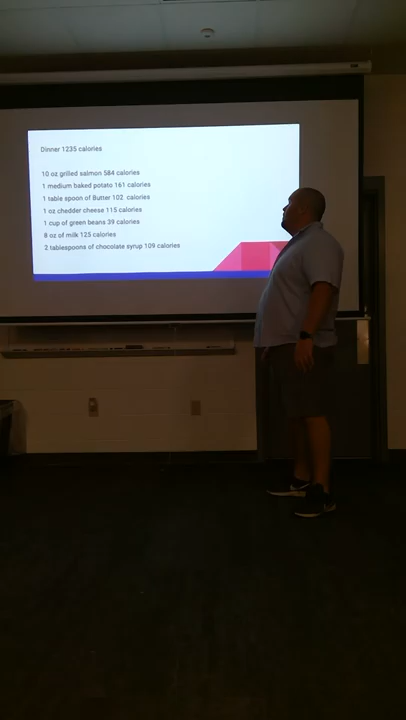 Dinner 1235 calories
10 oz grilled salmon 584 calories
1 medium baked potato 161 calories
1 table spoon of Butter 102 calories
1 oz chedder cheese 115 calories
1 cup of green beans 39 calories
8 oz of milk 125 calories
2 tablespoons of chocolate syrup 109 calories